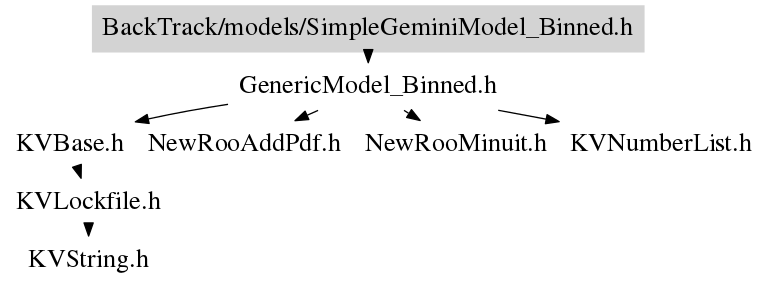 BackTrack/models/SimpleGeminiModel_Binned.h
GenericModel_Binned.h
KVBase.h NewRooAddPdf.h NewRooMinuit.h KVNumberList.h
KVLockfile.h
KVString.h